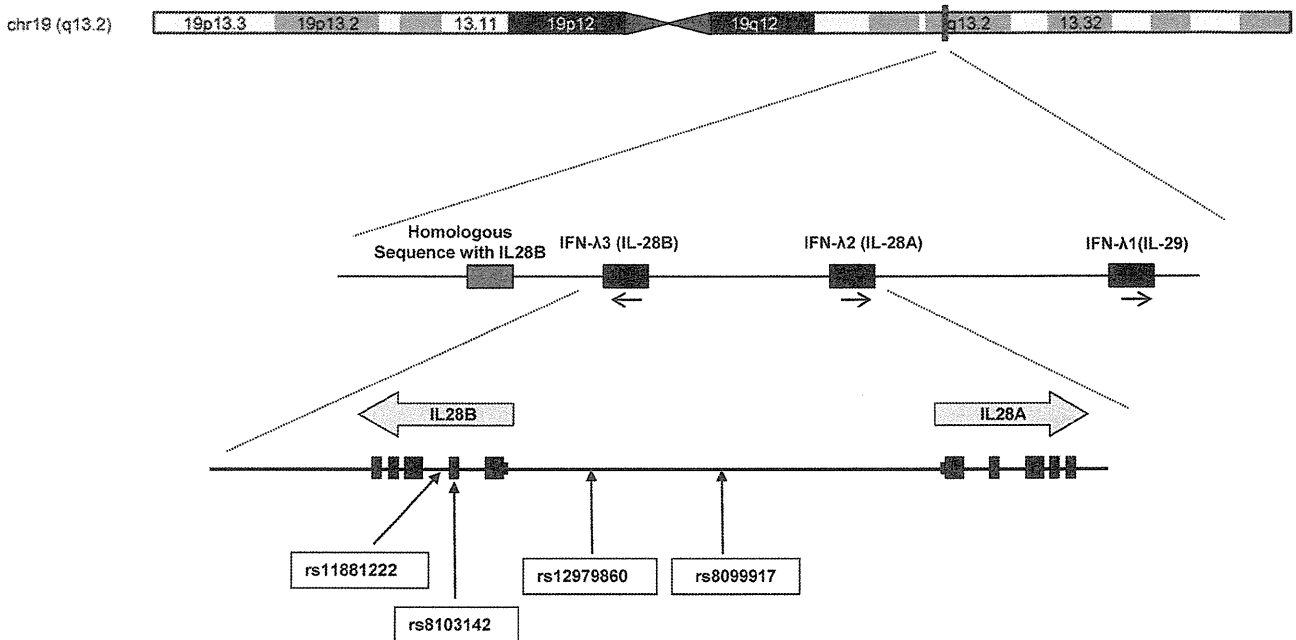 chr19 (q13.2)
19p13.3
19p13.2
13.11
19p12
19q12
q13.2
13.32
Homologous
Sequence with IL28B
IFN-λ3 (IL-28B)
IFN-λ2 (IL-28A)
IFN-λ1(IL-29)
IL28B
IL28A
rs11881222
rs8103142
rs12979860
rs8099917